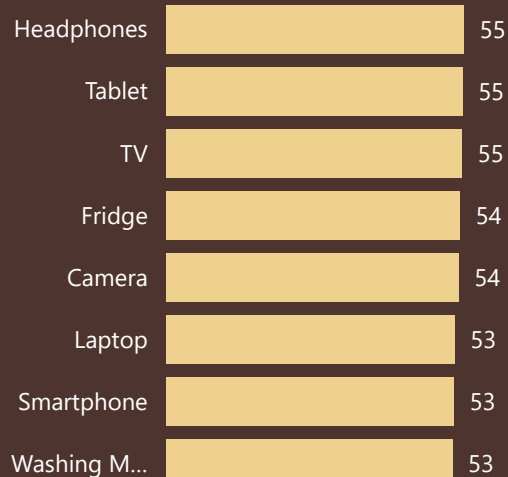 Headphones 55
Tablet 55
TV 55
Fridge 54
Camera 54
Laptop 53
Smartphone 53
Washing M... 53